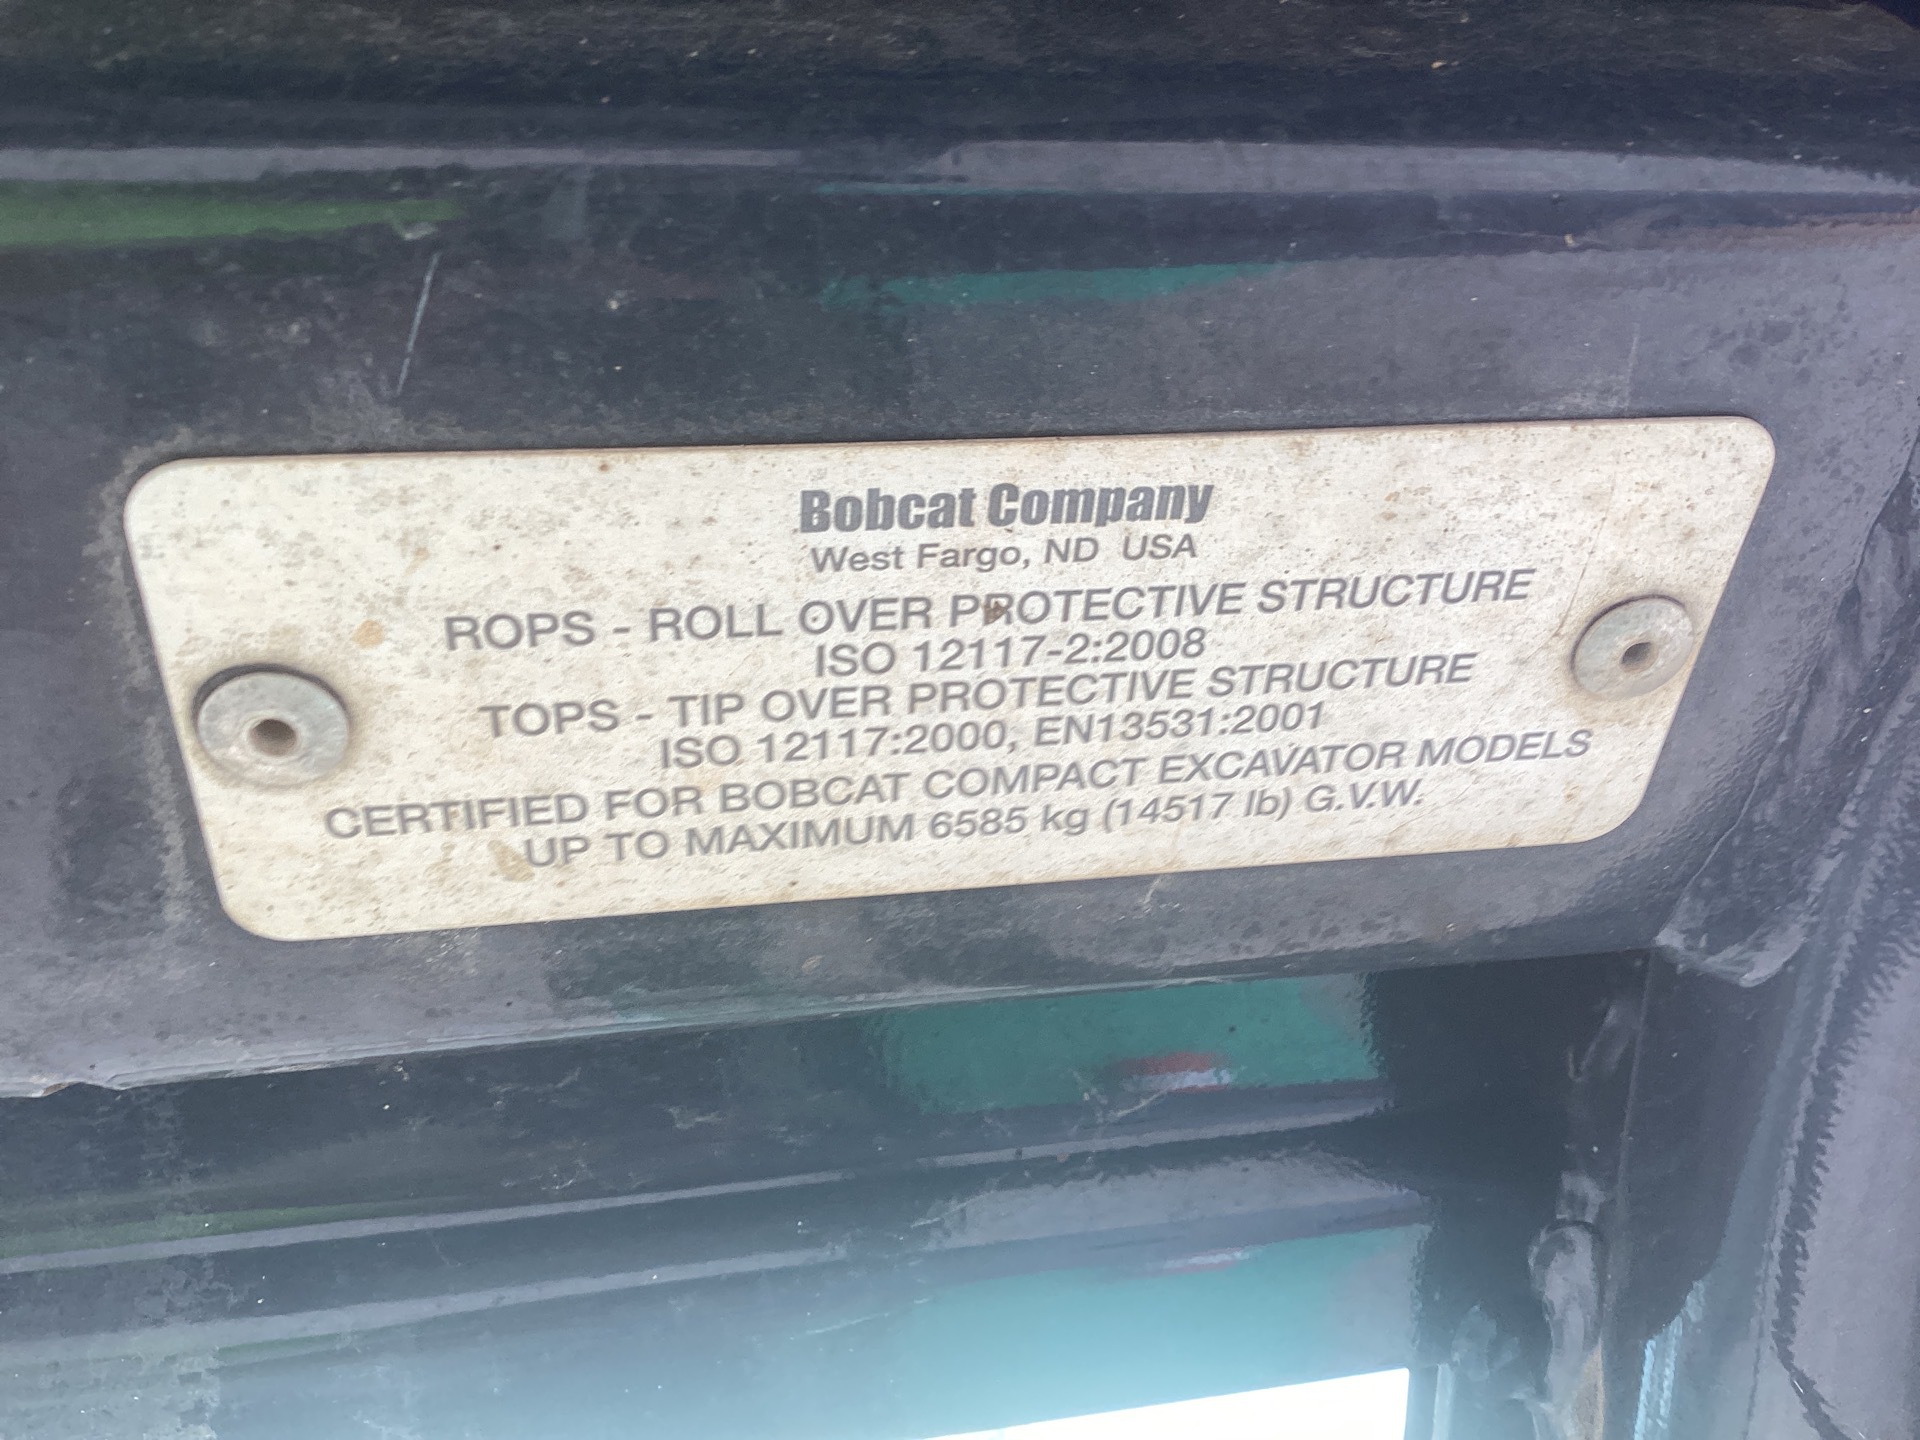 Bobcat Company
West Fargo, ND USA
ROPS - ROLL OVER PROTECTIVE STRUCTURE
ISO 12117-2:2008
TOPS - TIP OVER PROTECTIVE STRUCTURE
ISO 12117:2000, EN13531:2001
CERTIFIED FOR BOBCAT COMPACT EXCAVATOR MODELS
UP TO MAXIMUM 6585 kg (14517 lb) G.V.W.